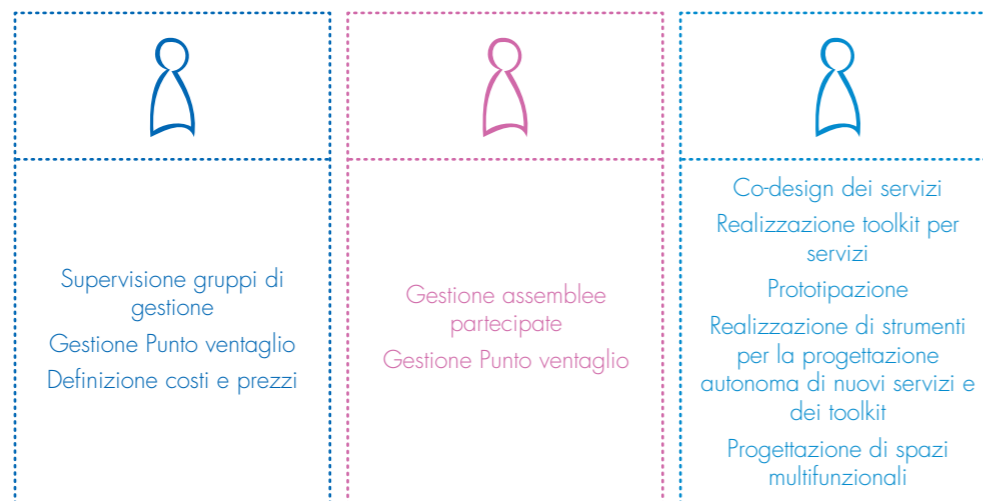 Supervisione gruppi di
gestione
Gestione Punto ventaglio
Definizione costi e prezzi
Gestione assemblee
partecipate
Gestione Punto ventaglio
Co-design dei servizi
Realizzazione toolkit per
servizi
Prototipazione
Realizzazione di strumenti
per la progettazione
autonoma di nuovi servizi e
dei toolkit
Progettazione di spazi
multifunzionali